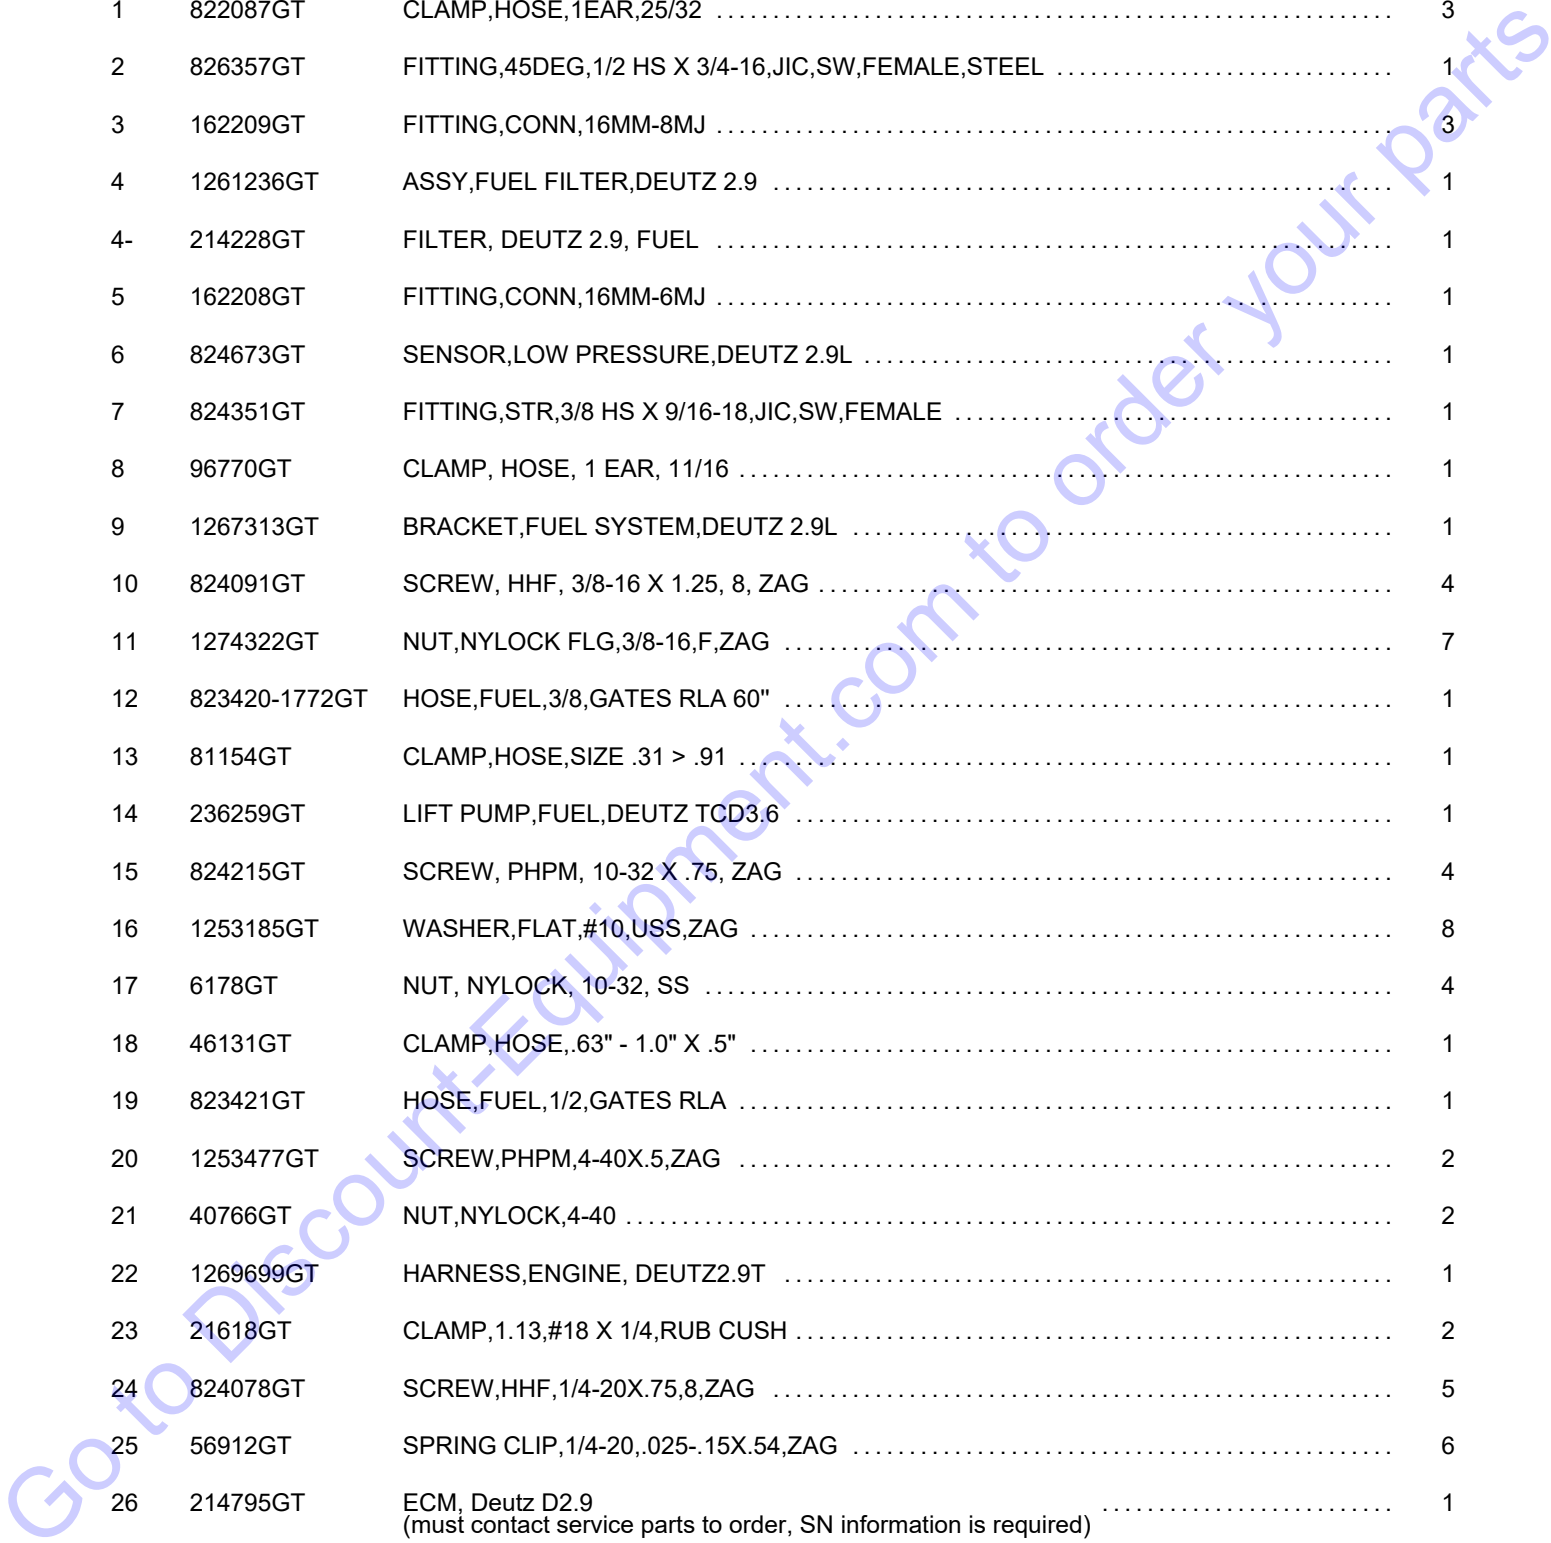 1 822087GT CLAMP,HOSE,1EAR,25/32 ........................................ 3
2 826357GT FITTING,45DEG,1/2 HS X 3/4-16,JIC,SW,FEMALE,STEEL ........................................ 1
3 162209GT FITTING,CONN,16MM-8MJ ........................................ 3
4 1261236GT ASSY,FUEL FILTER,DEUTZ 2.9 ........................................ 1
4- 214228GT FILTER, DEUTZ 2.9, FUEL ........................................ 1
5 162208GT FITTING,CONN,16MM-6MJ ........................................ 1
6 824673GT SENSOR,LOW PRESSURE,DEUTZ 2.9L ........................................ 1
7 824351GT FITTING,STR,3/8 HS X 9/16-18,JIC,SW,FEMALE ........................................ 1
8 96770GT CLAMP, HOSE, 1 EAR, 11/16 ........................................ 1
9 1267313GT BRACKET,FUEL SYSTEM,DEUTZ 2.9L ........................................ 1
10 824091GT SCREW, HHF, 3/8-16 X 1.25, 8, ZAG ........................................ 4
11 1274322GT NUT,NYLOCK FLG,3/8-16,F,ZAG ........................................ 7
12 823420-1772GT HOSE,FUEL,3/8,GATES RLA 60" ........................................ 1
13 81154GT CLAMP,HOSE,SIZE .31 > .91 ........................................ 1
14 236259GT LIFT PUMP,FUEL,DEUTZ TCD3.6 ........................................ 1
15 824215GT SCREW, PHPM, 10-32 X .75, ZAG ........................................ 4
16 1253185GT WASHER,FLAT,#10,USS,ZAG ........................................ 8
17 6178GT NUT, NYLOCK, 10-32, SS ........................................ 4
18 46131GT CLAMP,HOSE,.63" - 1.0" X .5" ........................................ 1
19 823421GT HOSE,FUEL,1/2,GATES RLA ........................................ 1
20 1253477GT SCREW,PHPM,4-40X.5,ZAG ........................................ 2
21 40766GT NUT,NYLOCK,4-40 ........................................ 2
22 1269699GT HARNESS,ENGINE, DEUTZ2.9T ........................................ 1
23 21618GT CLAMP,1.13,#18 X 1/4,RUB CUSH ........................................ 2
24 824078GT SCREW,HHF,1/4-20X.75,8,ZAG ........................................ 5
25 56912GT SPRING CLIP,1/4-20,.025-.15X.54,ZAG ........................................ 6
26 214795GT ECM, Deutz D2.9 ........................................ 1
(must contact service parts to order, SN information is required)
Go to Discount-Equipment.com to order your parts